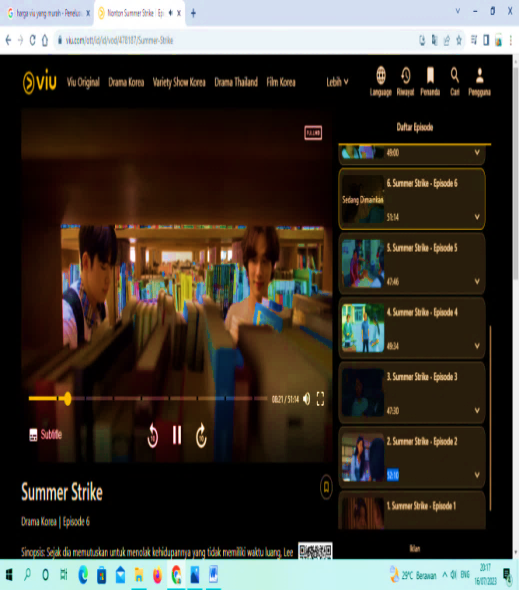 harga viu yang murah - Penelusu
Nonton Summer Strike | Epi
viu.com/ott/id/id/vod/478187/Summer-Strike
viu
Viu Original
Drama Korea
Variety Show Korea
Drama Thailand
Film Korea
Lebih
Language
Riwayat
Penanda
Cari
Pengguna
Daftar Episode
49:00
6. Summer Strike - Episode 6
Sedang Dimainkan
51:14
5. Summer Strike - Episode 5
47:46
4. Summer Strike - Episode 4
49:34
3. Summer Strike - Episode 3
47:30
2. Summer Strike - Episode 2
52:10
1. Summer Strike - Episode 1
08:21 / 51:14
Subtitle
10
10
Summer Strike
Drama Korea | Episode 6
Sinopsis: Sejak dia memutuskan untuk menolak kehidupannya yang tidak memiliki waktu luang, Lee
Iklan
29°C Berawan
ENG
20:17
16/07/2023